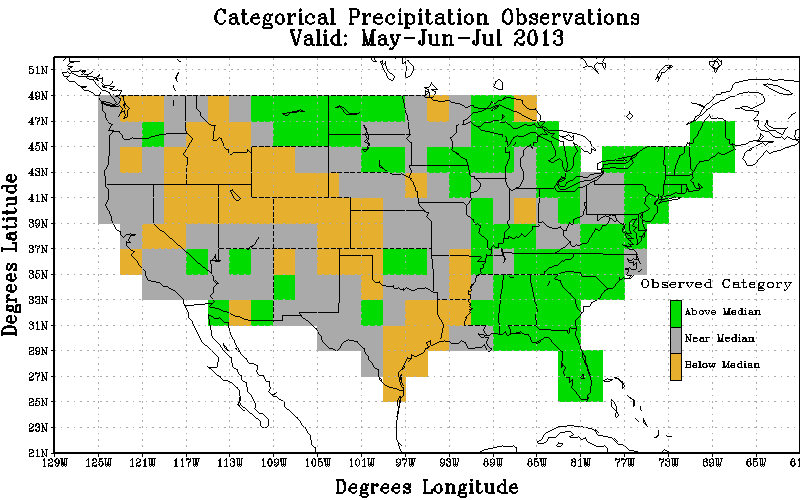 Categorical Precipitation Observations
Valid: May-Jun-Jul 2013
51N
49N
47N
45N
43N
41N
39N
37N
35N
33N
31N
29N
27N
25N
23N
21N
Degrees Latitude
Observed Category
Above Median
Near Median
Below Median
129W 125W 121W 117W 113W 109W 105W 101W 97W 93W 89W 85W 81W 77W 73W 69W 65W
Degrees Longitude